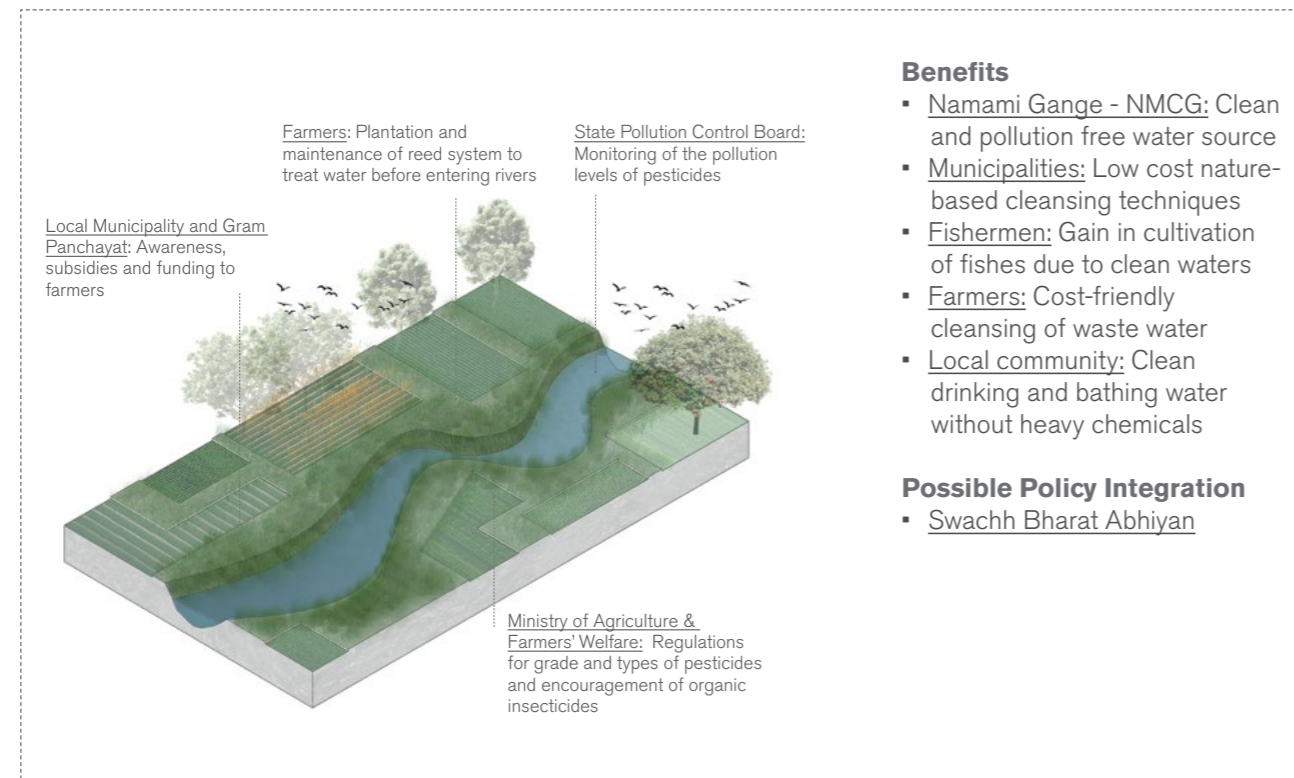 Farmers: Plantation and
maintenance of reed system to
treat water before entering rivers
State Pollution Control Board:
Monitoring of the pollution
levels of pesticides
Local Municipality and Gram
Panchayat: Awareness,
subsidies and funding to
farmers
Ministry of Agriculture &
Farmers' Welfare: Regulations
for grade and types of pesticides
and encouragement of organic
insecticides
Benefits
▪ Namami Gange - NMCG: Clean
and pollution free water source
▪ Municipalities: Low cost nature-
based cleansing techniques
▪ Fishermen: Gain in cultivation
of fishes due to clean waters
▪ Farmers: Cost-friendly
cleansing of waste water
▪ Local community: Clean
drinking and bathing water
without heavy chemicals
Possible Policy Integration
▪ Swachh Bharat Abhiyan